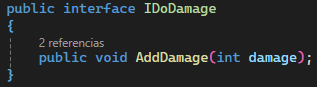 public interface IDoDamage
{
2 referencias
public void AddDamage(int damage);
}